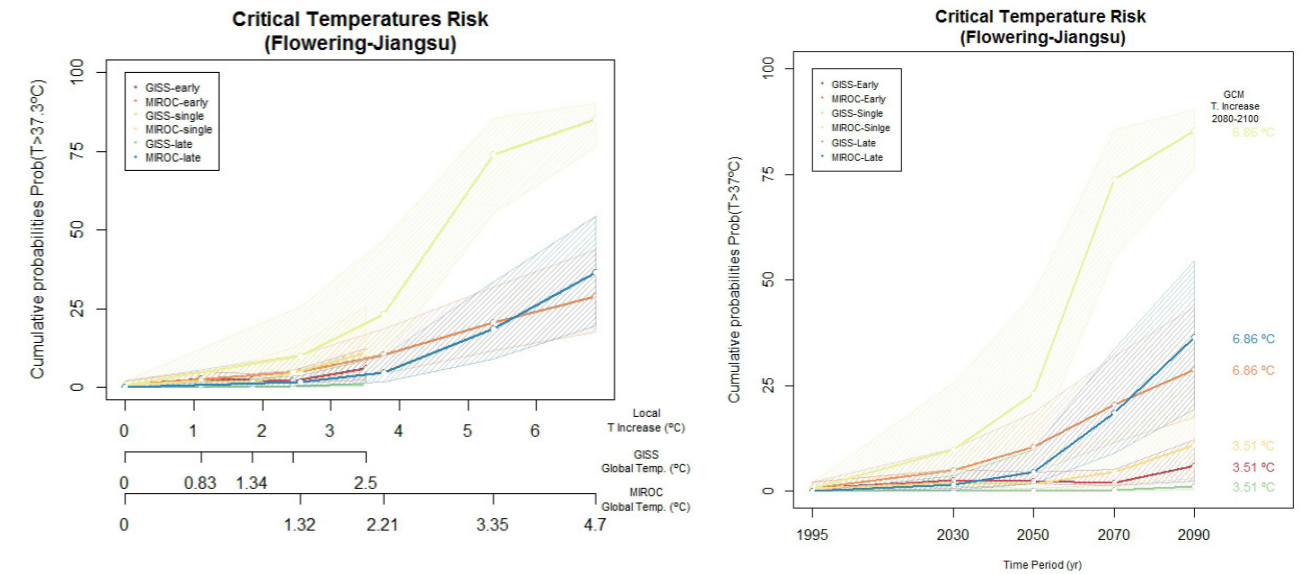 Critical Temperatures Risk
(Flowering-Jiangsu)
Cumulative probabilities Prob(T>37.3ºC)
100
75
50
25
0
GISS-early
MIROC-early
GISS-single
MIROC-single
GISS-late
MIROC-late
0 1 2 3 4 5 6
Local
T Increase (ºC)
GISS
Global Temp. (ºC)
0 0.83 1.34 2.5
MIROC
Global Temp. (ºC)
0 1.32 2.21 3.35 4.7
Critical Temperature Risk
(Flowering-Jiangsu)
Cumulative probabilities Prob(T>37ºC)
100
75
50
25
0
GISS-Early
MIROC-Early
GISS-Single
MIROC-Sinlge
GISS-Late
MIROC-Late
GCM
T. Increase
2080-2100
6.86 ºC
6.86 ºC
6.86 ºC
3.51 ºC
3.51 ºC
3.51 ºC
1995 2030 2050 2070 2090
Time Period (yr)